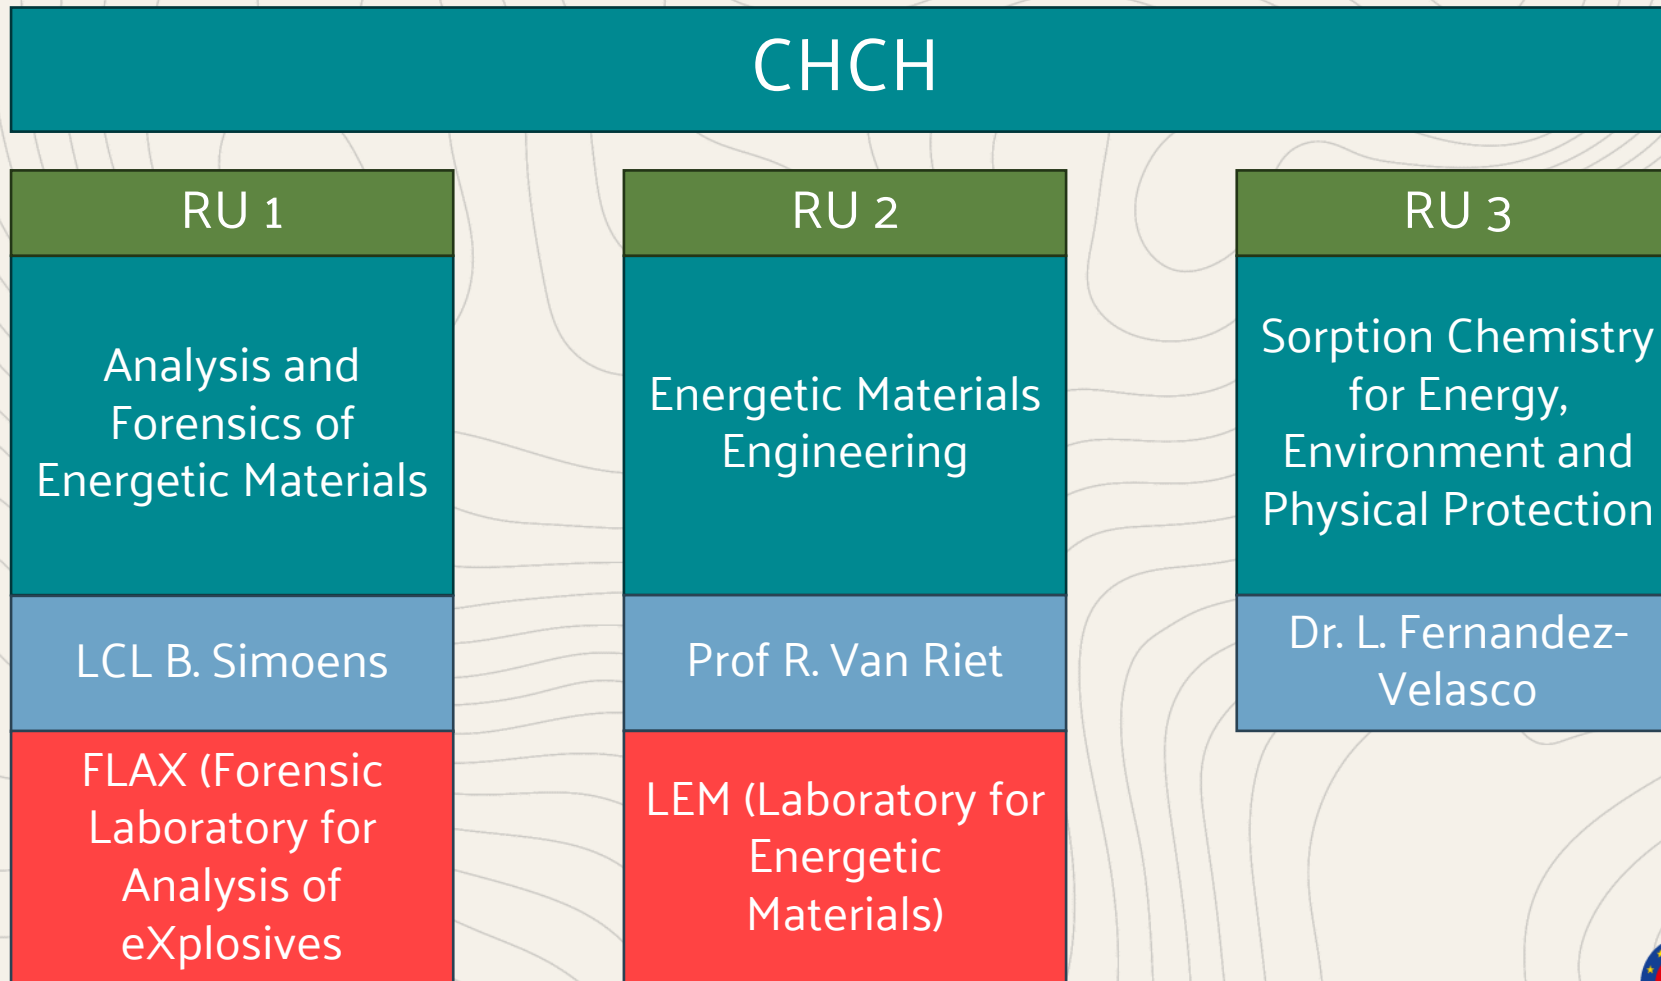 CHCH
RU 1
Analysis and
Forensics of
Energetic Materials
LCL B. Simoens
FLAX (Forensic
Laboratory for
Analysis of
eXplosives
RU 2
Energetic Materials
Engineering
Prof R. Van Riet
LEM (Laboratory for
Energetic
Materials)
RU 3
Sorption Chemistry
for Energy,
Environment and
Physical Protection
Dr. L. Fernandez-
Velasco